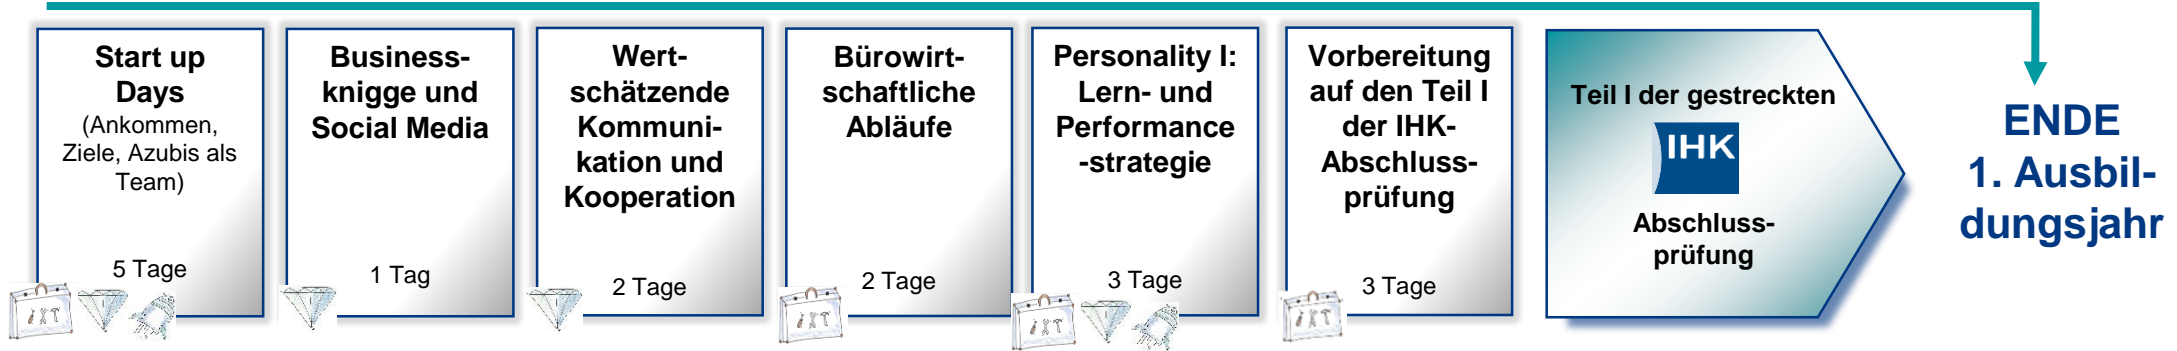 Start up
Days
(Ankommen,
Ziele, Azubis als
Team)
5 Tage
Business-
knigge und
Social Media
1 Tag
Wert-
schätzende
Kommuni-
kation und
Kooperation
2 Tage
Bürowirt-
schaftliche
Abläufe
2 Tage
Personality I:
Lern- und
Performance
-strategie
3 Tage
Vorbereitung
auf den Teil I
der IHK-
Abschluss-
prüfung
3 Tage
Teil I der gestreckten
IHK
Abschluss-
prüfung
ENDE
1. Ausbil-
dungsjahr